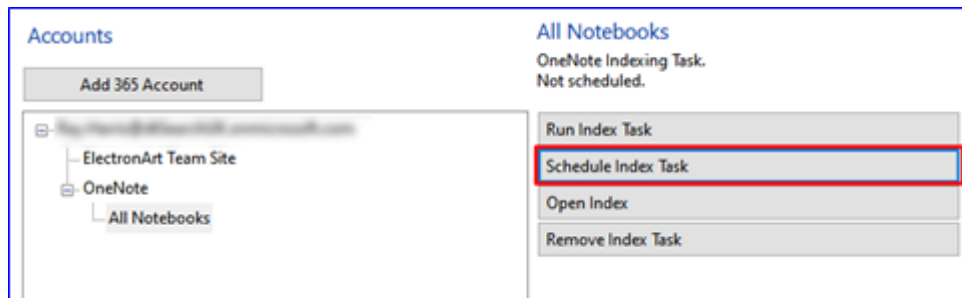 Accounts
Add 365 Account
ElectronArt Team Site
OneNote
All Notebooks
All Notebooks
OneNote Indexing Task.
Not scheduled.
Run Index Task
Schedule Index Task
Open Index
Remove Index Task